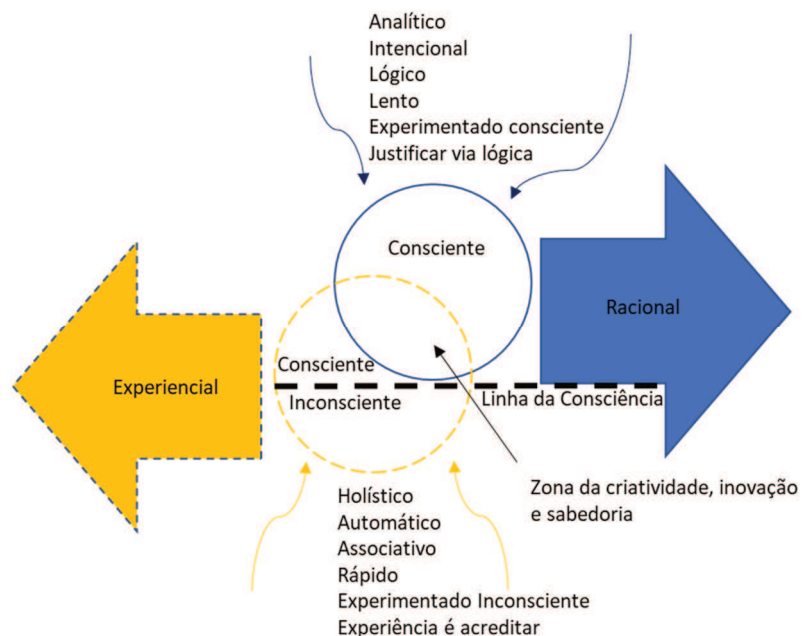 Analítico
Intencional
Lógico
Lento
Experimentado consciente
Justificar via lógica
Consciente
Racional
Experiencial
Consciente
Inconsciente
Linha da Consciência
Zona da criatividade, inovação
e sabedoria
Holístico
Automático
Associativo
Rápido
Experimentado Inconsciente
Experiência é acreditar